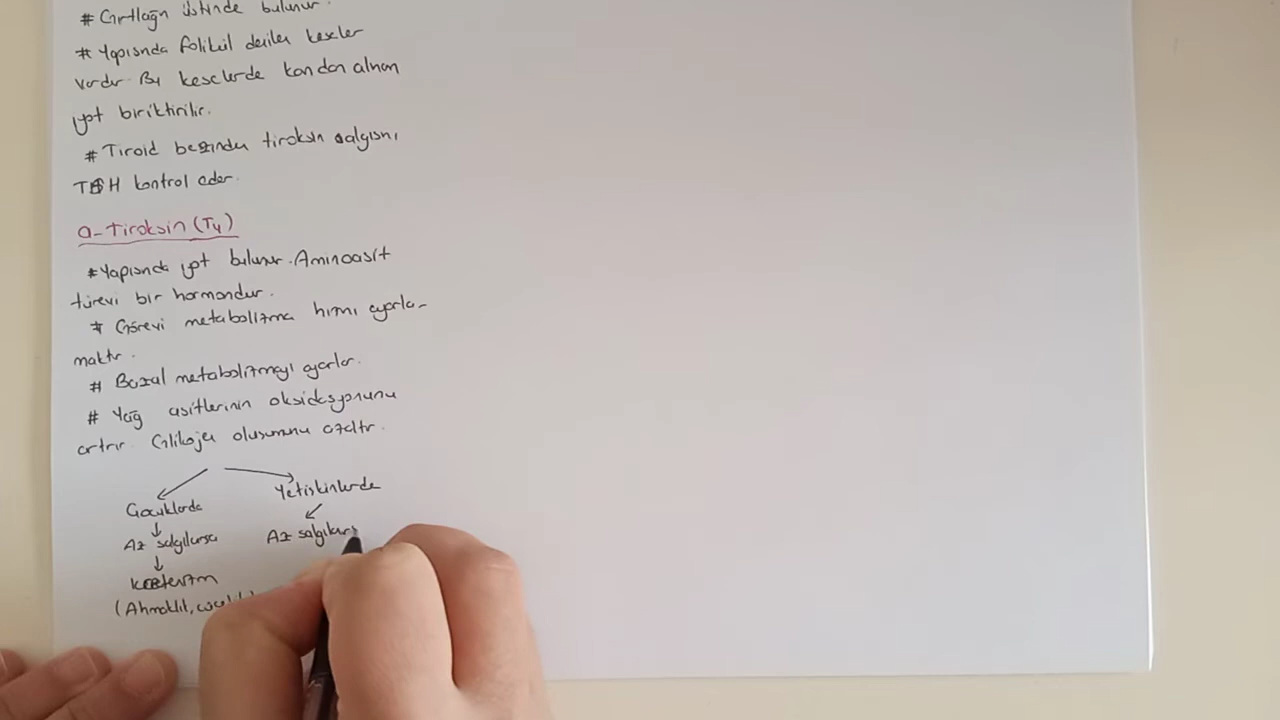 # Gırtlağın üstünde bulunur.
# Yapısında folikül denilen keseler
vardır. Bu keselerde kandan alınan
iyot biriktirilir.
# Tiroid bezinden tiroksin salgısını
TSH kontrol eder.
a- Tiroksin (T4)
# Yapısında iyot bulunur. Aminoasit
türevi bir hormondur.
# Görevi metabolizma hızını ayarla-
maktır.
# Bazal metabolizmayı ayarlar.
# Yağ asitlerinin oksidasyonunu
artırır. Glikojen oluşumunu azaltır.
Çocuklarda
Yetişkinlerde
Az salgılanırsa
Az salgılanırs
(Ahmaklık,